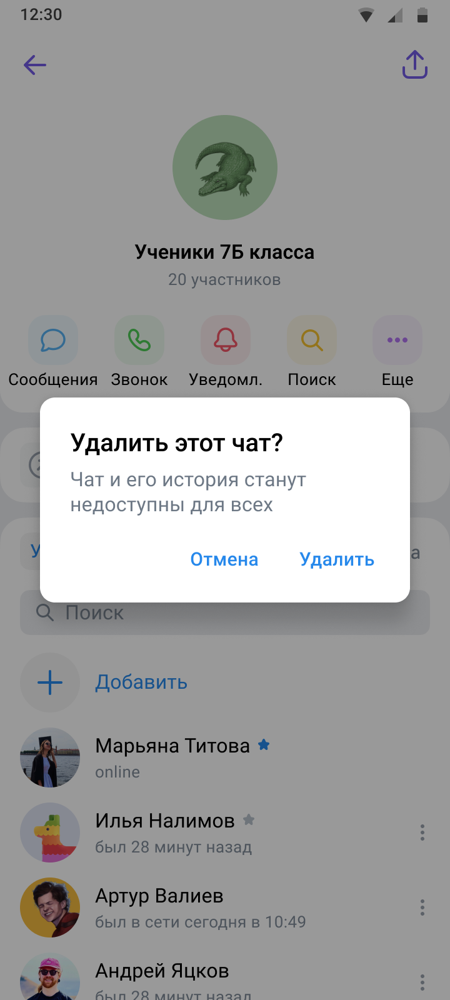 12:30
Ученики 7Б класса
20 участников
Сообщения Звонок Уведомл. Поиск Еще
Удалить этот чат?
Чат и его история станут
недоступны для всех
Отмена Удалить
Поиск
Добавить
Марьяна Титова
online
Илья Налимов
был 28 минут назад
Артур Валиев
был в сети сегодня в 10:49
Андрей Яцков
был 28 минут назад